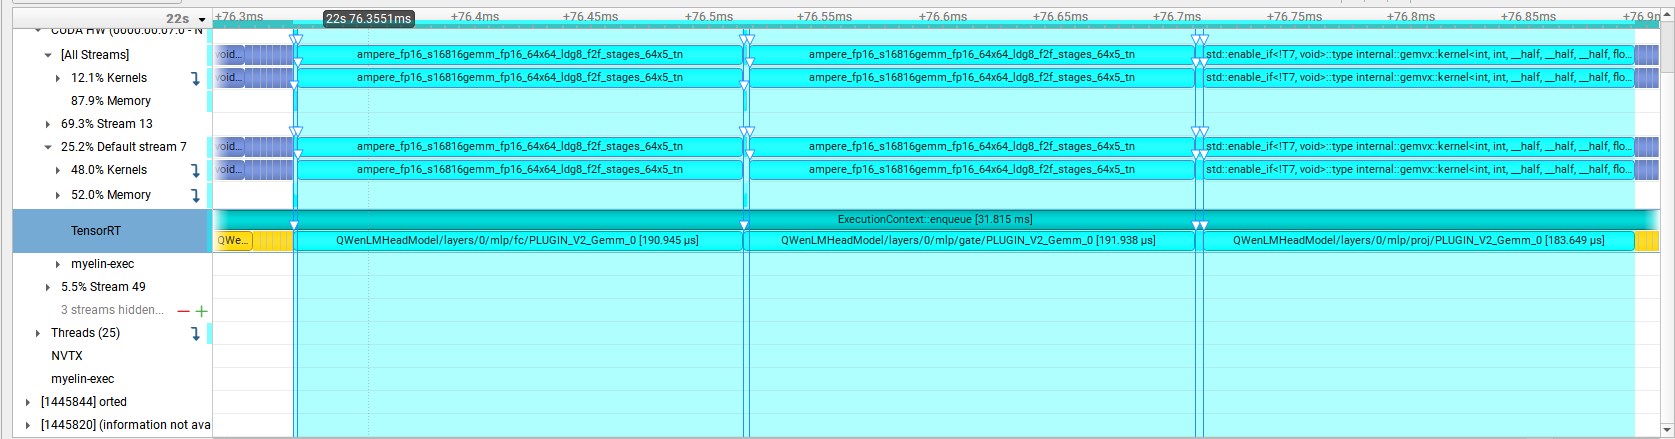 22s
+76.3ms
22s 76.3551ms
+76.4ms
+76.45ms
+76.5ms
+76.55ms
+76.6ms
+76.65ms
+76.7ms
+76.75ms
+76.8ms
+76.85ms
[All Streams]
void...
ampere_fp16_s16816gemm_fp16_64x64_ldg8_f2f_stages_64x5_tn
ampere_fp16_s16816gemm_fp16_64x64_ldg8_f2f_stages_64x5_tn
std::enable_if<!T7, void>::type internal::gemvx::kernel<int, int, __half, __half, __half, flo...
12.1% Kernels
void...
ampere_fp16_s16816gemm_fp16_64x64_ldg8_f2f_stages_64x5_tn
ampere_fp16_s16816gemm_fp16_64x64_ldg8_f2f_stages_64x5_tn
std::enable_if<!T7, void>::type internal::gemvx::kernel<int, int, __half, __half, __half, flo...
87.9% Memory
69.3% Stream 13
25.2% Default stream 7
void...
ampere_fp16_s16816gemm_fp16_64x64_ldg8_f2f_stages_64x5_tn
ampere_fp16_s16816gemm_fp16_64x64_ldg8_f2f_stages_64x5_tn
std::enable_if<!T7, void>::type internal::gemvx::kernel<int, int, __half, __half, __half, flo...
48.0% Kernels
void...
ampere_fp16_s16816gemm_fp16_64x64_ldg8_f2f_stages_64x5_tn
ampere_fp16_s16816gemm_fp16_64x64_ldg8_f2f_stages_64x5_tn
std::enable_if<!T7, void>::type internal::gemvx::kernel<int, int, __half, __half, __half, flo...
52.0% Memory
TensorRT
ExecutionContext::enqueue [31.815 ms]
QWe...
QWenLMHeadModel/layers/0/mlp/fc/PLUGIN_V2_Gemm_0 [190.945 μs]
QWenLMHeadModel/layers/0/mlp/gate/PLUGIN_V2_Gemm_0 [191.938 μs]
QWenLMHeadModel/layers/0/mlp/proj/PLUGIN_V2_Gemm_0 [183.649 μs]
myelin-exec
5.5% Stream 49
3 streams hidden...
Threads (25)
NVTX
myelin-exec
[1445844] orted
[1445820] (information not ava